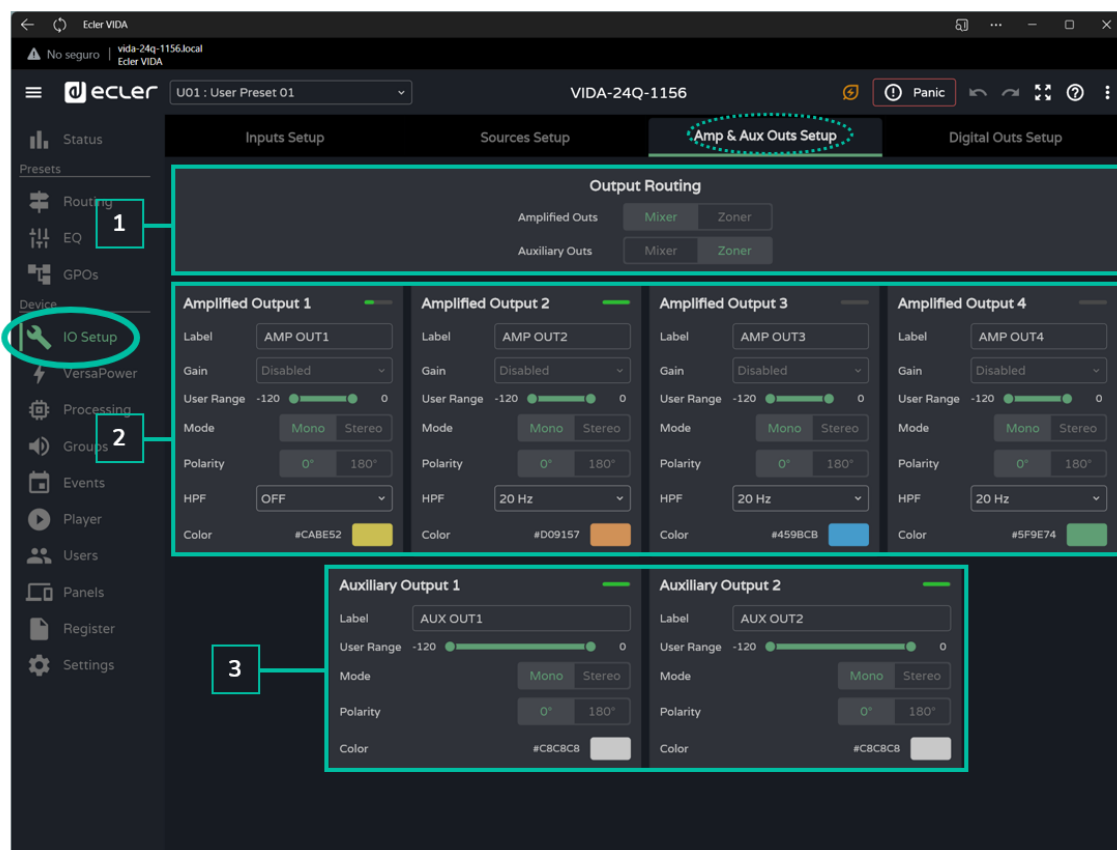 Ecler VIDA
No seguro
vida-24q-1156.local
Ecler VIDA
ecler
U01 : User Preset 01
VIDA-24Q-1156
Panic
Status
Presets
Routing
EQ
GPOs
Device
IO Setup
VersaPower
Processing
Groups
Events
Player
Users
Panels
Register
Settings
Inputs Setup
Sources Setup
Amp & Aux Outs Setup
Digital Outs Setup
1
Output Routing
Amplified Outs Mixer Zoner
Auxiliary Outs Mixer Zoner
2
Amplified Output 1
Label AMP OUT1
Gain Disabled
User Range -120 0
Mode Mono Stereo
Polarity 0° 180°
HPF OFF
Color #CABE52
Amplified Output 2
Label AMP OUT2
Gain Disabled
User Range -120 0
Mode Mono Stereo
Polarity 0° 180°
HPF 20 Hz
Color #D09157
Amplified Output 3
Label AMP OUT3
Gain Disabled
User Range -120 0
Mode Mono Stereo
Polarity 0° 180°
HPF 20 Hz
Color #459BCB
Amplified Output 4
Label AMP OUT4
Gain Disabled
User Range -120 0
Mode Mono Stereo
Polarity 0° 180°
HPF 20 Hz
Color #5F9E74
3
Auxiliary Output 1
Label AUX OUT1
User Range -120 0
Mode Mono Stereo
Polarity 0° 180°
Color #C8C8C8
Auxiliary Output 2
Label AUX OUT2
User Range -120 0
Mode Mono Stereo
Polarity 0° 180°
Color #C8C8C8